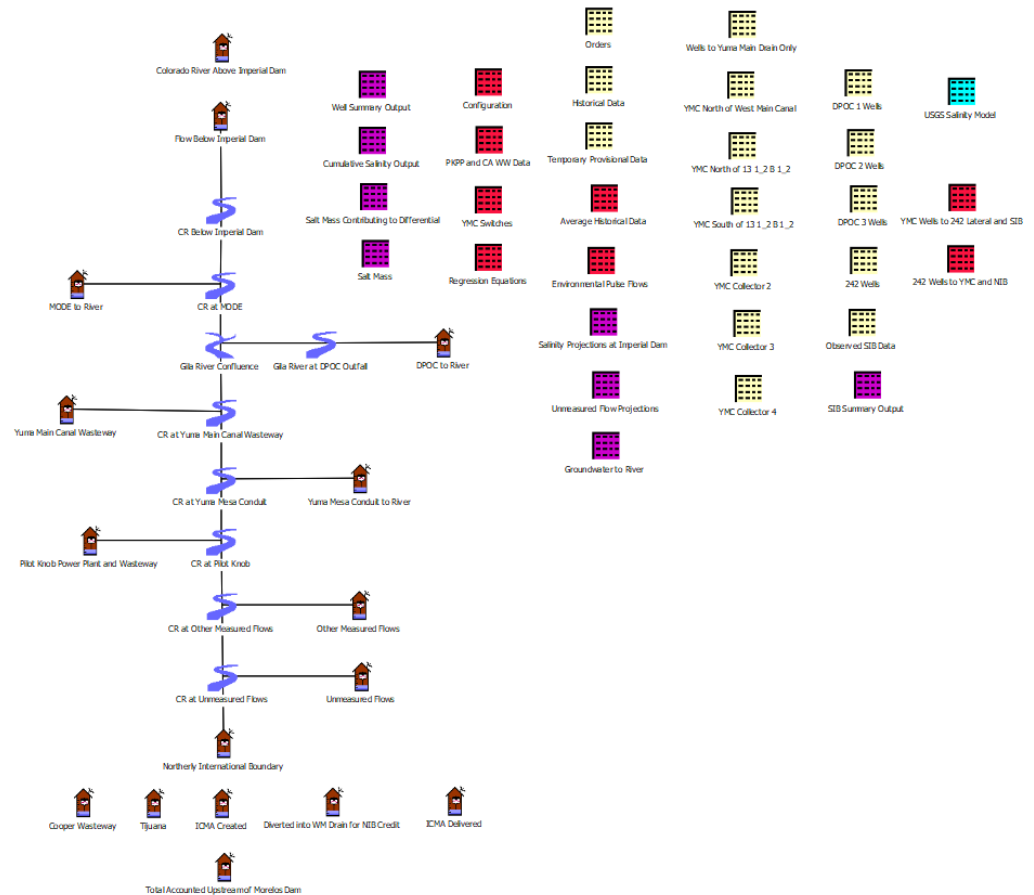 Colorado River Above Imperial Dam
Flow Below Imperial Dam
CR Below Imperial Dam
MODE to River
CR at MODE
Gila River Confluence
Gila River at DPOC Outfall
DPOC to River
Yuma Main Canal Wasteway
CR at Yuma Main Canal Wasteway
CR at Yuma Mesa Conduit
Yuma Mesa Conduit to River
Pilot Knob Power Plant and Wasteway
CR at Pilot Knob
CR at Other Measured Flows
Other Measured Flows
CR at Unmeasured Flows
Unmeasured Flows
Northerly International Boundary
Cooper Wasteway
Tijuana
ICMA Created
Diverted into WM Drain for NIB Credit
ICMA Delivered
Total Accounted Upstream of Morelos Dam
Well Summary Output
Cumulative Salinity Output
Salt Mass Contributing to Differential
Salt Mass
Configuration
PKPP and CA WW Data
YMC Switches
Regression Equations
Orders
Historical Data
Temporary Provisional Data
Average Historical Data
Environmental Pulse Flows
Salinity Projections at Imperial Dam
Unmeasured Flow Projections
Groundwater to River
Wells to Yuma Main Drain Only
YMC North of West Main Canal
YMC North of 13 1_2 B 1_2
YMC South of 13 1_2 B 1_2
YMC Collector 2
YMC Collector 3
YMC Collector 4
DPOC 1 Wells
DPOC 2 Wells
DPOC 3 Wells
242 Wells
Observed SIB Data
SIB Summary Output
USGS Salinity Model
YMC Wells to 242 Lateral and SIB
242 Wells to YMC and NIB